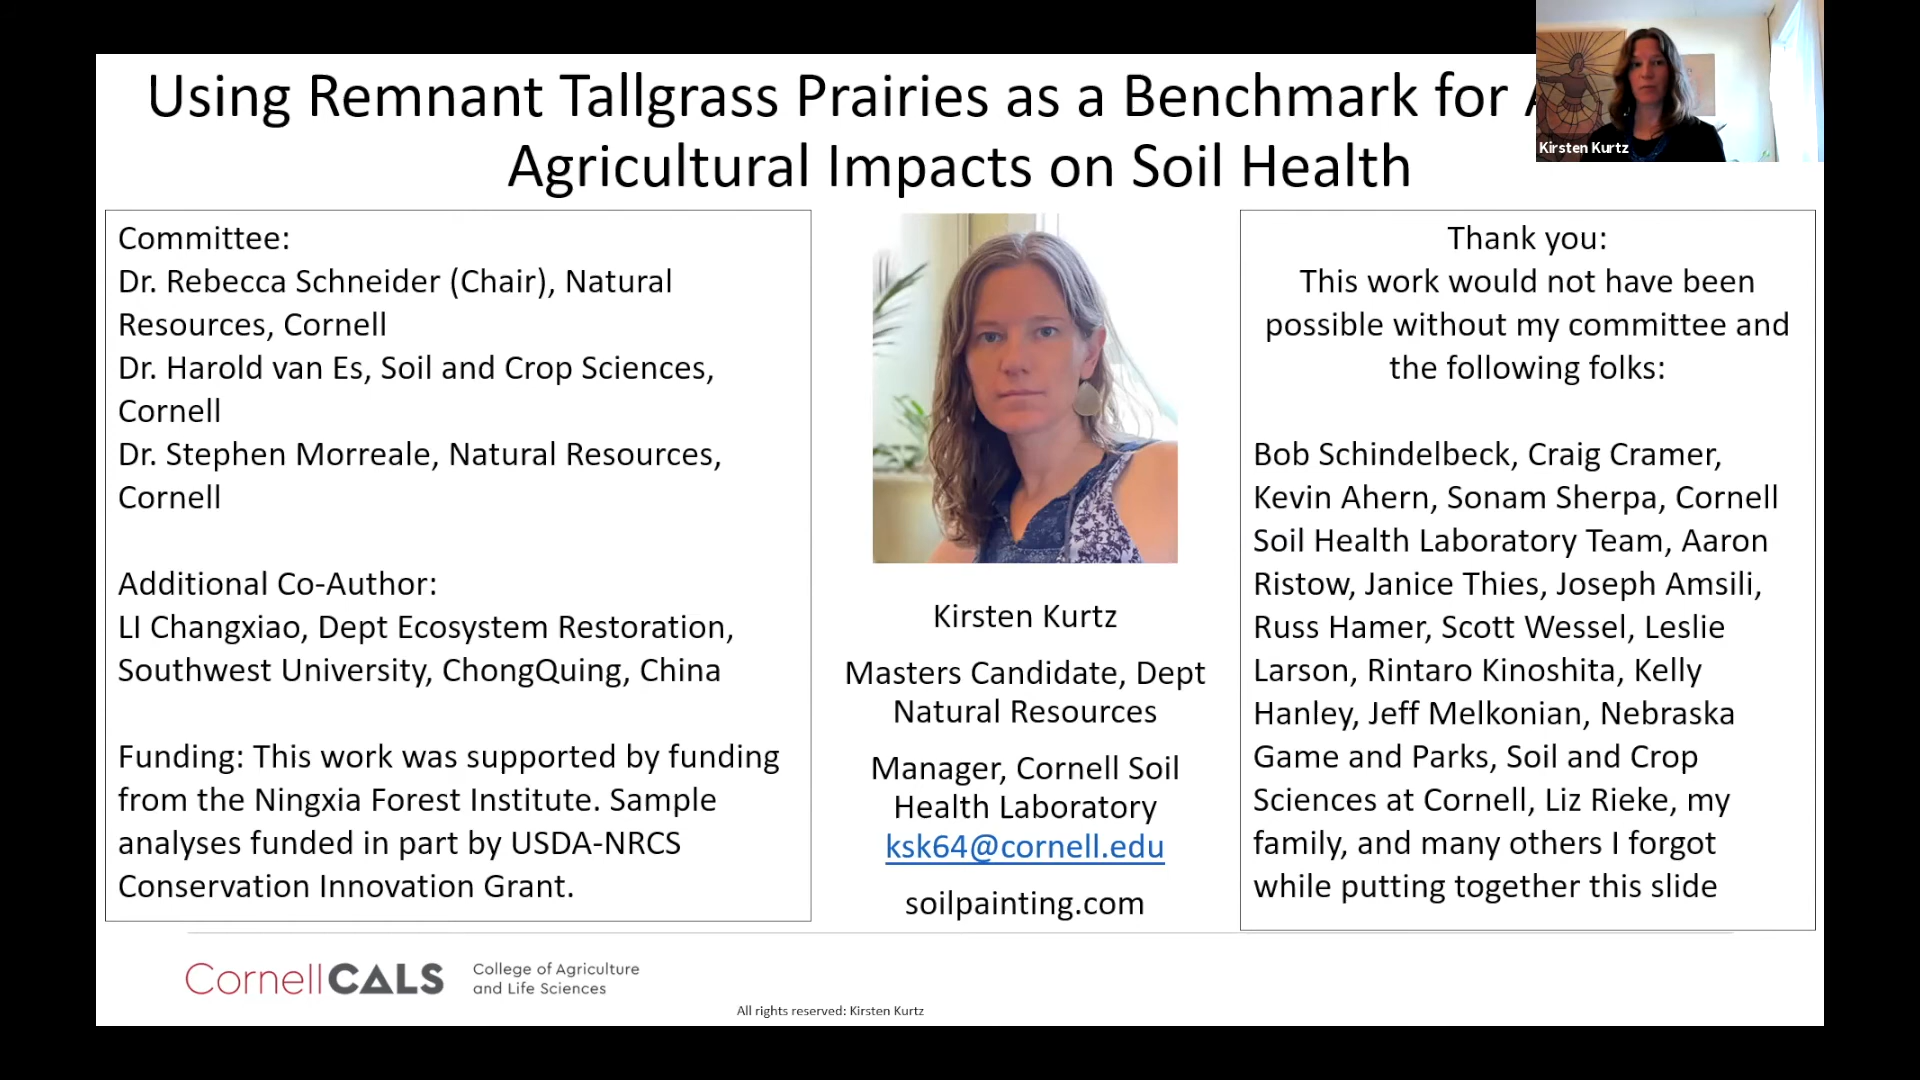 Using Remnant Tallgrass Prairies as a Benchmark for
Agricultural Impacts on Soil Health
Kirsten Kurtz
Committee:
Dr. Rebecca Schneider (Chair), Natural
Resources, Cornell
Dr. Harold van Es, Soil and Crop Sciences,
Cornell
Dr. Stephen Morreale, Natural Resources,
Cornell
Additional Co-Author:
LI Changxiao, Dept Ecosystem Restoration,
Southwest University, ChongQuing, China
Funding: This work was supported by funding
from the Ningxia Forest Institute. Sample
analyses funded in part by USDA-NRCS
Conservation Innovation Grant.
Kirsten Kurtz
Masters Candidate, Dept
Natural Resources
Manager, Cornell Soil
Health Laboratory
ksk64@cornell.edu
soilpainting.com
Thank you:
This work would not have been
possible without my committee and
the following folks:
Bob Schindelbeck, Craig Cramer,
Kevin Ahern, Sonam Sherpa, Cornell
Soil Health Laboratory Team, Aaron
Ristow, Janice Thies, Joseph Amsili,
Russ Hamer, Scott Wessel, Leslie
Larson, Rintaro Kinoshita, Kelly
Hanley, Jeff Melkonian, Nebraska
Game and Parks, Soil and Crop
Sciences at Cornell, Liz Rieke, my
family, and many others I forgot
while putting together this slide
CornellCALS
College of Agriculture
and Life Sciences
All rights reserved: Kirsten Kurtz